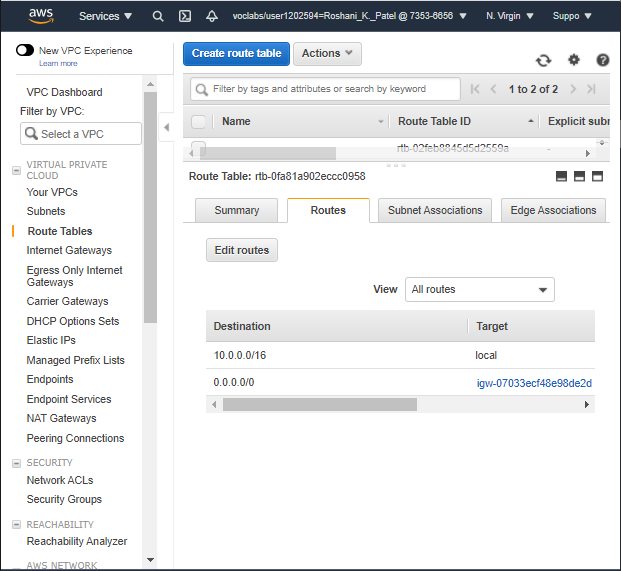 aws
Services
voclabs/user1202594=Roshani_K._Patel @ 7353-6656
N. Virgin
Suppo
New VPC Experience
Learn more
VPC Dashboard
Filter by VPC:
Select a VPC
VIRTUAL PRIVATE
CLOUD
Your VPCs
Subnets
Route Tables
Internet Gateways
Egress Only Internet
Gateways
Carrier Gateways
DHCP Options Sets
Elastic IPs
Managed Prefix Lists
Endpoints
Endpoint Services
NAT Gateways
Peering Connections
SECURITY
Network ACLs
Security Groups
REACHABILITY
Reachability Analyzer
AWS NETWORK
Create route table Actions
Filter by tags and attributes or search by keyword
1 to 2 of 2
Name Route Table ID Explicit subn
rtb-02feb8845d5d2559a -
Route Table: rtb-0fa81a902eccc0958
Summary Routes Subnet Associations Edge Associations
Edit routes
View All routes
Destination Target
10.0.0.0/16 local
0.0.0.0/0 igw-07033ecf48e98de2d